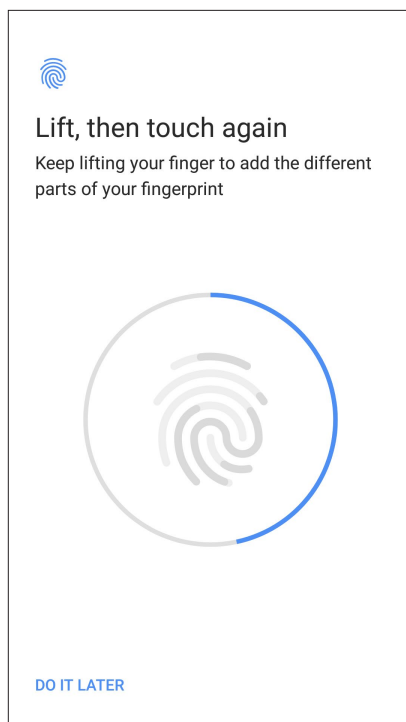 Lift, then touch again
Keep lifting your finger to add the different
parts of your fingerprint
DO IT LATER